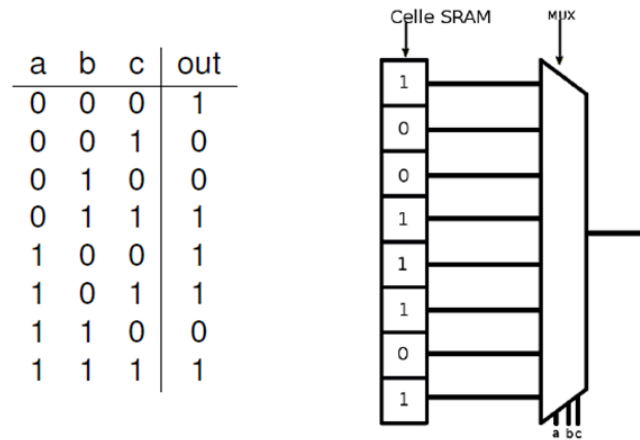 a b c out
0 0 0 1
0 0 1 0
0 1 0 0
0 1 1 1
1 0 0 1
1 0 1 1
1 1 0 0
1 1 1 1
Celle SRAM
MUX
1
0
0
1
1
1
0
1
a bc